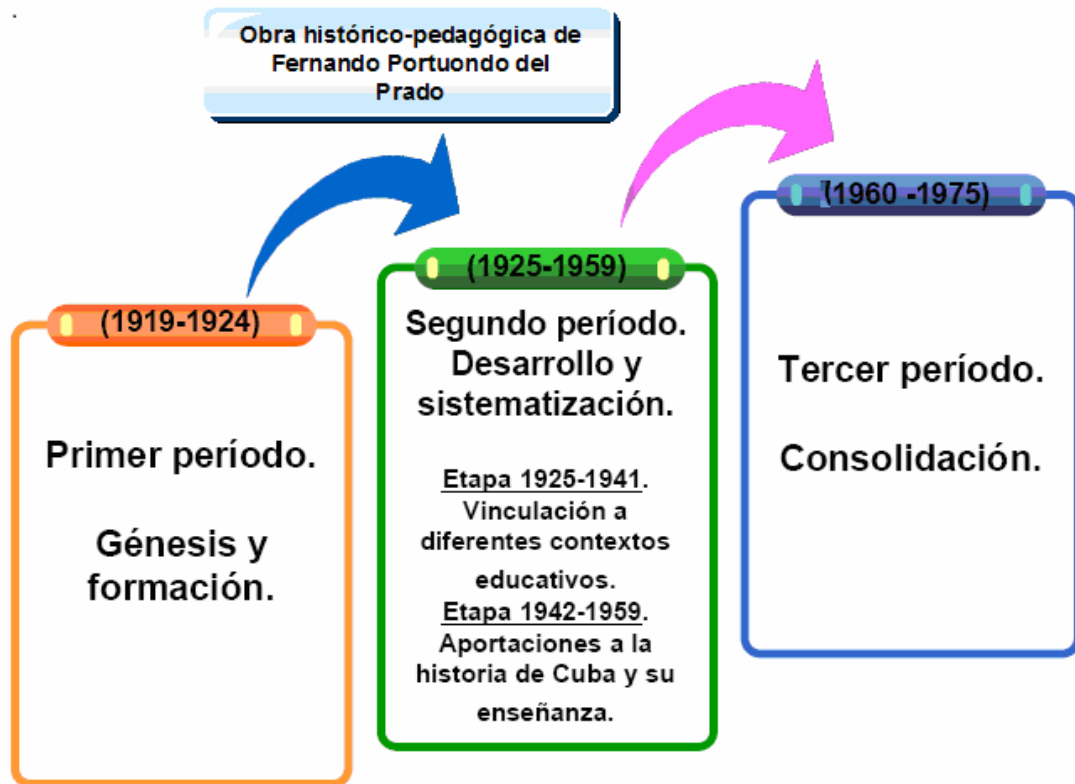 Obra histórico-pedagógica de
Fernando Portuondo del
Prado
(1919-1924)
Primer período.
Génesis y
formación.
(1925-1959)
Segundo período.
Desarrollo y
sistematización.
Etapa 1925-1941.
Vinculación a
diferentes contextos
educativos.
Etapa 1942-1959.
Aportaciones a la
historia de Cuba y su
enseñanza.
(1960 -1975)
Tercer período.
Consolidación.